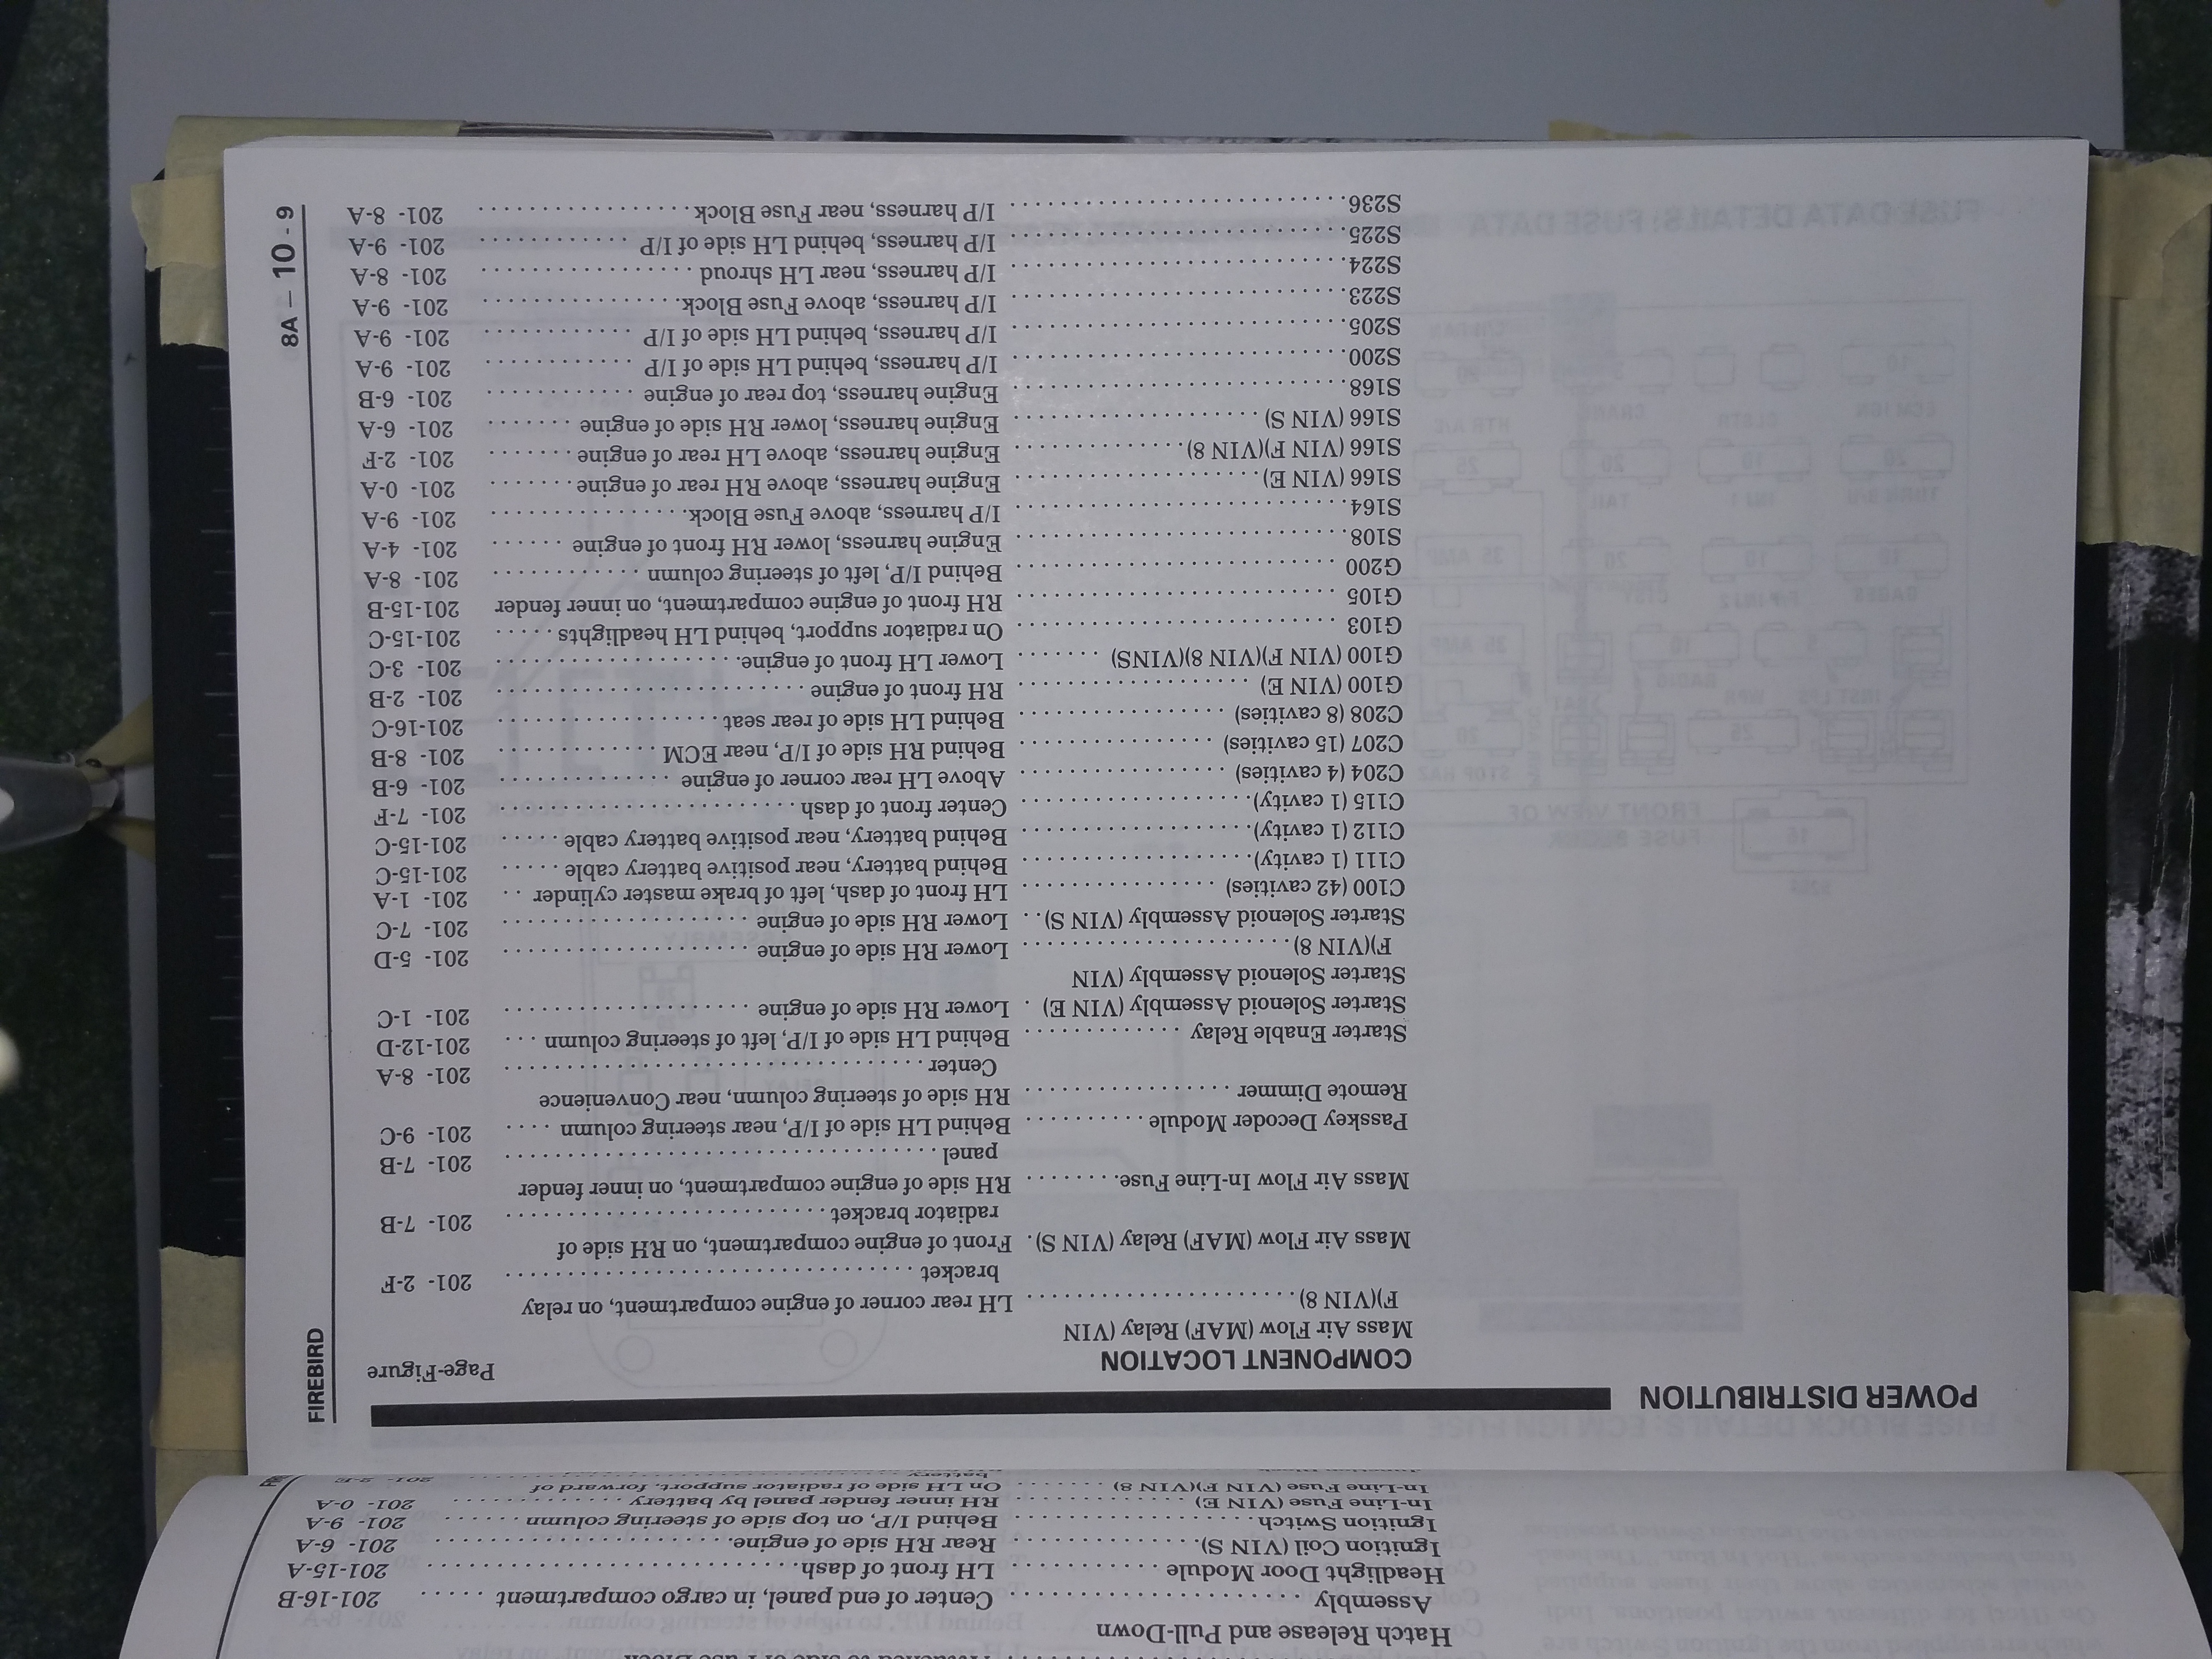 POWER DISTRIBUTION
FIREBIRD
COMPONENT LOCATION Page-Figure
Mass Air Flow (MAF) Relay (VIN
F)(VIN 8) . . . . . . . . LH rear corner of engine compartment, on relay
bracket . . . . . . . . 201- 2-F
Mass Air Flow (MAF) Relay (VIN S) . Front of engine compartment, on RH side of
radiator bracket . . . . . . . . 201- 7-B
Mass Air Flow In-Line Fuse . . . . . . . . RH side of engine compartment, on inner fender
panel . . . . . . . . 201- 7-B
Passkey Decoder Module . . . . . . . . Behind LH side of I/P, near steering column . . . . 201- 9-C
Remote Dimmer . . . . . . . . RH side of steering column, near Convenience
Center . . . . . . . . 201- 8-A
Starter Enable Relay . . . . . . . . Behind LH side of I/P, left of steering column . . . 201-12-D
Starter Solenoid Assembly (VIN E) . Lower RH side of engine . . . . . . . . 201- 1-C
Starter Solenoid Assembly (VIN
F)(VIN 8) . . . . . . . . Lower RH side of engine . . . . . . . . 201- 5-D
Starter Solenoid Assembly (VIN S) . . Lower RH side of engine . . . . . . . . 201- 7-C
C100 (42 cavities) . . . . . . . . LH front of dash, left of brake master cylinder . . 201- 1-A
C111 (1 cavity) . . . . . . . . Behind battery, near positive battery cable . . . . . 201-15-C
C112 (1 cavity) . . . . . . . . Behind battery, near positive battery cable . . . . . 201-15-C
C115 (1 cavity) . . . . . . . . Center front of dash . . . . . . . . 201- 7-F
C204 (4 cavities) . . . . . . . . Above LH rear corner of engine . . . . . . . . 201- 6-B
C207 (15 cavities) . . . . . . . . Behind RH side of I/P, near ECM . . . . . . . . 201- 8-B
C208 (8 cavities) . . . . . . . . Behind LH side of rear seat . . . . . . . . 201-16-C
G100 (VIN E) . . . . . . . . RH front of engine . . . . . . . . 201- 2-B
G100 (VIN F)(VIN 8)(VINS) . . . . . . . Lower LH front of engine . . . . . . . . 201- 3-C
G103 . . . . . . . . On radiator support, behind LH headlights . . . . . 201-15-C
G105 . . . . . . . . RH front of engine compartment, on inner fender 201-15-B
G200 . . . . . . . . Behind I/P, left of steering column . . . . . . . . 201- 8-A
S108 . . . . . . . . Engine harness, lower RH front of engine . . . . . . 201- 4-A
S164 . . . . . . . . I/P harness, above Fuse Block . . . . . . . . 201- 9-A
S166 (VIN E) . . . . . . . . Engine harness, above RH rear of engine . . . . . . . 201- 0-A
S166 (VIN F)(VIN 8) . . . . . . . . Engine harness, above LH rear of engine . . . . . . . 201- 2-F
S166 (VIN S) . . . . . . . . Engine harness, lower RH side of engine . . . . . . . 201- 6-A
S168 . . . . . . . . Engine harness, top rear of engine . . . . . . . . 201- 6-B
S200 . . . . . . . . I/P harness, behind LH side of I/P . . . . . . . . 201- 9-A
S205 . . . . . . . . I/P harness, behind LH side of I/P . . . . . . . . 201- 9-A
S223 . . . . . . . . I/P harness, above Fuse Block . . . . . . . . 201- 9-A
S224 . . . . . . . . I/P harness, near LH shroud . . . . . . . . 201- 8-A
S225 . . . . . . . . I/P harness, behind LH side of I/P . . . . . . . . 201- 9-A
S236 . . . . . . . . I/P harness, near Fuse Block . . . . . . . . 201- 8-A
8A – 10 - 9
Hatch Release and Pull-Down
Assembly . . . . . . . . Center of end panel, in cargo compartment . . . . . 201-16-B
Headlight Door Module . . . . . . . . LH front of dash . . . . . . . . 201-15-A
Ignition Coil (VIN S) . . . . . . . . Rear RH side of engine . . . . . . . . 201- 6-A
Ignition Switch . . . . . . . . Behind I/P, on top side of steering column . . . . . . . 201- 9-A
In-Line Fuse (VIN E) . . . . . . . . RH inner fender panel by battery . . . . . . . . 201- 0-A
In-Line Fuse (VIN F)(VIN 8) . . . . . . . . On LH side of radiator support, forward of
battery . . . . . . . . 201- 2-E